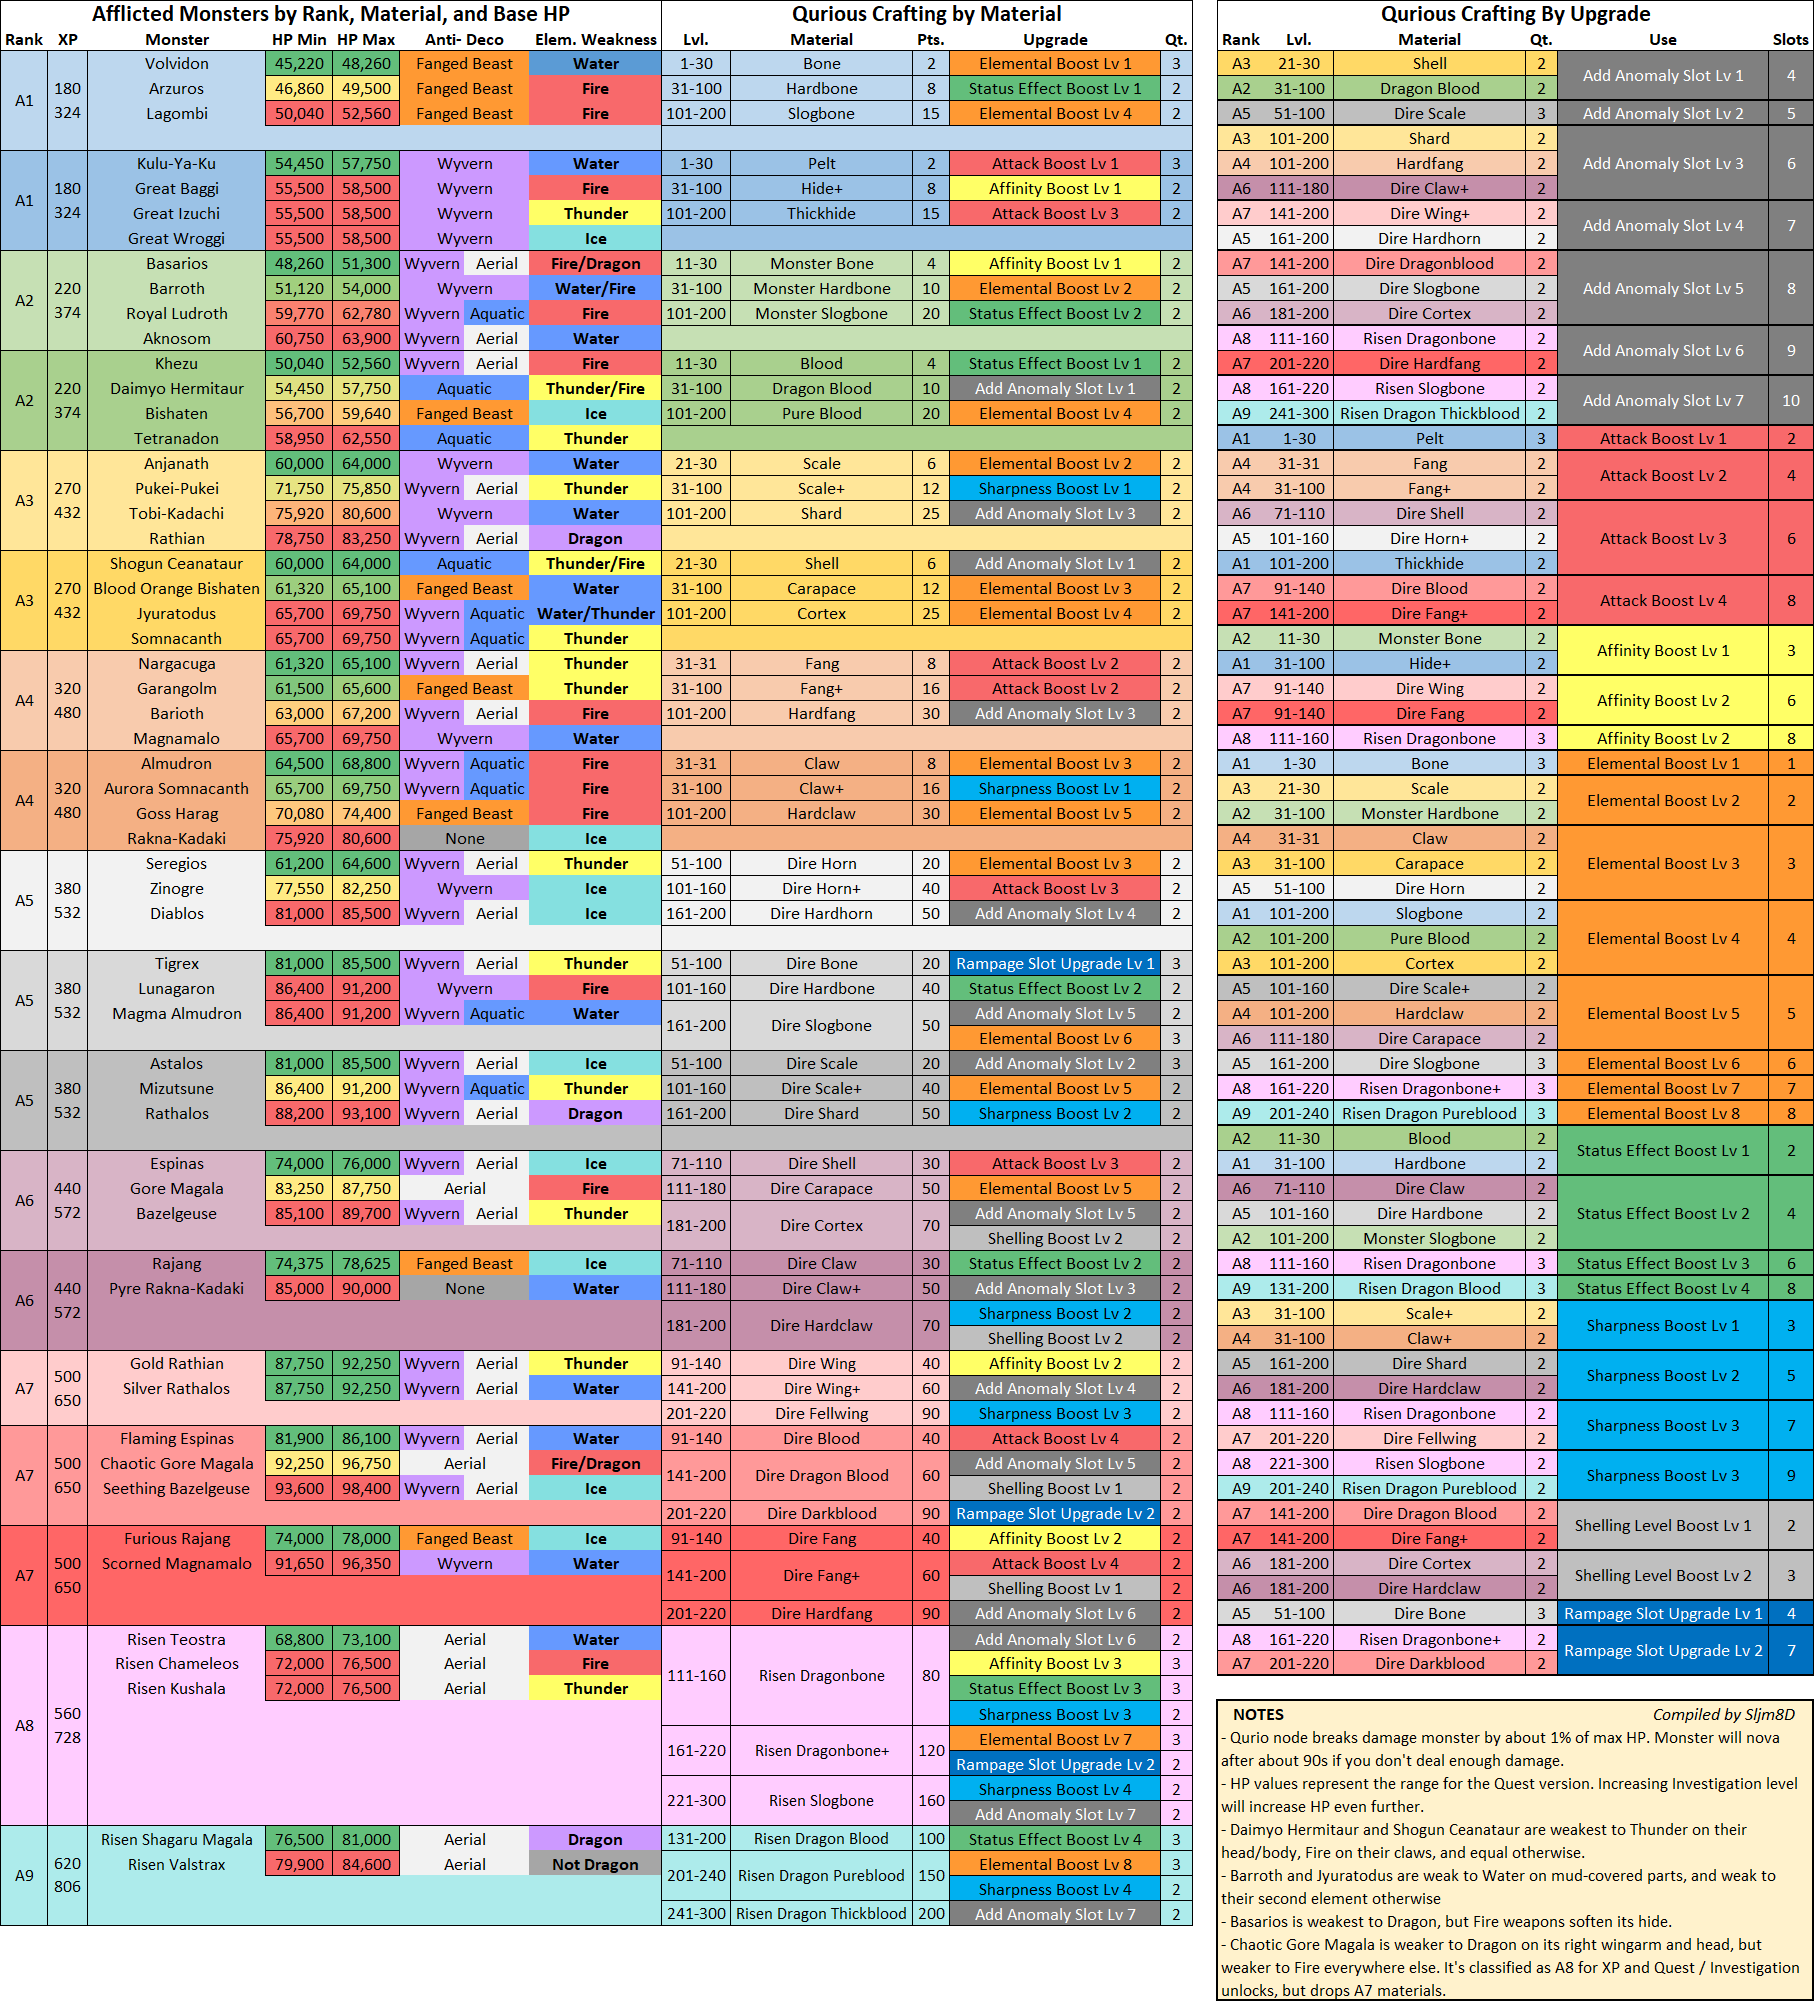 Afflicted Monsters by Rank, Material, and Base HP Qurious Crafting by Material
Rank XP Monster HP Min HP Max Anti- Deco Elem. Weakness Lvl. Material Pts. Upgrade Qt.
A1 180 324
Volvidon 45,220 48,260 Fanged Beast Water 1-30 Bone 2 Elemental Boost Lv 1 3
Arzuros 46,860 49,500 Fanged Beast Fire 31-100 Hardbone 8 Status Effect Boost Lv 1 2
Lagombi 50,040 52,560 Fanged Beast Fire 101-200 Slogbone 15 Elemental Boost Lv 4 2
A1 180 324
Kulu-Ya-Ku 54,450 57,750 Wyvern Water 1-30 Pelt 2 Attack Boost Lv 1 3
Great Baggi 55,500 58,500 Wyvern Fire 31-100 Hide+ 8 Affinity Boost Lv 1 2
Great Izuchi 55,500 58,500 Wyvern Thunder 101-200 Thickhide 15 Attack Boost Lv 3 2
Great Wroggi 55,500 58,500 Wyvern Ice
A2 220 374
Basarios 48,260 51,300 Wyvern Aerial Fire/Dragon 11-30 Monster Bone 4 Affinity Boost Lv 1 2
Barroth 51,120 54,000 Wyvern Water/Fire 31-100 Monster Hardbone 10 Elemental Boost Lv 2 2
Royal Ludroth 59,770 62,780 Wyvern Aquatic Fire 101-200 Monster Slogbone 20 Status Effect Boost Lv 2 2
Aknosom 60,750 63,900 Wyvern Aerial Water
A2 220 374
Khezu 50,040 52,560 Wyvern Aerial Fire 11-30 Blood 4 Status Effect Boost Lv 1 2
Daimyo Hermitaur 54,450 57,750 Aquatic Thunder/Fire 31-100 Dragon Blood 10 Add Anomaly Slot Lv 1 2
Bishaten 56,700 59,640 Fanged Beast Ice 101-200 Pure Blood 20 Elemental Boost Lv 4 2
Tetranadon 58,950 62,550 Aquatic Thunder
A3 270 432
Anjanath 60,000 64,000 Wyvern Water 21-30 Scale 6 Elemental Boost Lv 2 2
Pukei-Pukei 71,750 75,850 Wyvern Aerial Thunder 31-100 Scale+ 12 Sharpness Boost Lv 1 2
Tobi-Kadachi 75,920 80,600 Wyvern Water 101-200 Shard 25 Add Anomaly Slot Lv 3 2
Rathian 78,750 83,250 Wyvern Aerial Dragon
A3 270 432
Shogun Ceanataur 60,000 64,000 Aquatic Thunder/Fire 21-30 Shell 6 Add Anomaly Slot Lv 1 2
Blood Orange Bishaten 61,320 65,100 Fanged Beast Water 31-100 Carapace 12 Elemental Boost Lv 3 2
Jyuratodus 65,700 69,750 Wyvern Aquatic Water/Thunder 101-200 Cortex 25 Elemental Boost Lv 4 2
Somnacanth 65,700 69,750 Wyvern Aquatic Thunder
A4 320 480
Nargacuga 61,320 65,100 Wyvern Aerial Thunder 31-31 Fang 8 Attack Boost Lv 2 2
Garangolm 61,500 65,600 Fanged Beast Thunder 31-100 Fang+ 16 Attack Boost Lv 2 2
Barioth 63,000 67,200 Wyvern Aerial Fire 101-200 Hardfang 30 Add Anomaly Slot Lv 3 2
Magnamalo 65,700 69,750 Wyvern Water
A4 320 480
Almudron 64,500 68,800 Wyvern Aquatic Fire 31-31 Claw 8 Elemental Boost Lv 3 2
Aurora Somnacanth 65,700 69,750 Wyvern Aquatic Fire 31-100 Claw+ 16 Sharpness Boost Lv 1 2
Goss Harag 70,080 74,400 Fanged Beast Fire 101-200 Hardclaw 30 Elemental Boost Lv 5 2
Rakna-Kadaki 75,920 80,600 None Ice
A5 380 532
Seregios 61,200 64,600 Wyvern Aerial Thunder 51-100 Dire Horn 20 Elemental Boost Lv 3 2
Zinogre 77,550 82,250 Wyvern Ice 101-160 Dire Horn+ 40 Attack Boost Lv 3 2
Diablos 81,000 85,500 Wyvern Aerial Ice 161-200 Dire Hardhorn 50 Add Anomaly Slot Lv 4 2
A5 380 532
Tigrex 81,000 85,500 Wyvern Aerial Thunder 51-100 Dire Bone 20 Rampage Slot Upgrade Lv 1 3
Lunagaron 86,400 91,200 Wyvern Fire 101-160 Dire Hardbone 40 Status Effect Boost Lv 2 2
Magma Almudron 86,400 91,200 Wyvern Aquatic Water 161-200 Dire Slogbone 50 Add Anomaly Slot Lv 5 2
Elemental Boost Lv 6 3
A5 380 532
Astalos 81,000 85,500 Wyvern Aerial Ice 51-100 Dire Scale 20 Add Anomaly Slot Lv 2 3
Mizutsune 86,400 91,200 Wyvern Aquatic Thunder 101-160 Dire Scale+ 40 Elemental Boost Lv 5 2
Rathalos 88,200 93,100 Wyvern Aerial Dragon 161-200 Dire Shard 50 Sharpness Boost Lv 2 2
A6 440 572
Espinas 74,000 76,000 Wyvern Aerial Ice 71-110 Dire Shell 30 Attack Boost Lv 3 2
Gore Magala 83,250 87,750 Aerial Fire 111-180 Dire Carapace 50 Elemental Boost Lv 5 2
Bazelgeuse 85,100 89,700 Wyvern Aerial Thunder 181-200 Dire Cortex 70 Add Anomaly Slot Lv 5 2
Shelling Boost Lv 2 2
A6 440 572
Rajang 74,375 78,625 Fanged Beast Ice 71-110 Dire Claw 30 Status Effect Boost Lv 2 2
Pyre Rakna-Kadaki 85,000 90,000 None Water 111-180 Dire Claw+ 50 Add Anomaly Slot Lv 3 2
181-200 Dire Hardclaw 70 Sharpness Boost Lv 2 2
Shelling Boost Lv 2 2
A7 500 650
Gold Rathian 87,750 92,250 Wyvern Aerial Thunder 91-140 Dire Wing 40 Affinity Boost Lv 2 2
Silver Rathalos 87,750 92,250 Wyvern Aerial Water 141-200 Dire Wing+ 60 Add Anomaly Slot Lv 4 2
201-220 Dire Fellwing 90 Sharpness Boost Lv 3 2
A7 500 650
Flaming Espinas 81,900 86,100 Wyvern Aerial Water 91-140 Dire Blood 40 Attack Boost Lv 4 2
Chaotic Gore Magala 92,250 96,750 Aerial Fire/Dragon 141-200 Dire Dragon Blood 60 Add Anomaly Slot Lv 5 2
Seething Bazelgeuse 93,600 98,400 Wyvern Aerial Ice Shelling Boost Lv 1 2
201-220 Dire Darkblood 90 Rampage Slot Upgrade Lv 2 2
A7 500 650
Furious Rajang 74,000 78,000 Fanged Beast Ice 91-140 Dire Fang 40 Affinity Boost Lv 2 2
Scorned Magnamalo 91,650 96,350 Wyvern Water 141-200 Dire Fang+ 60 Attack Boost Lv 4 2
Shelling Boost Lv 1 2
201-220 Dire Hardfang 90 Add Anomaly Slot Lv 6 2
A8 560 728
Risen Teostra 68,800 73,100 Aerial Water 111-160 Risen Dragonbone 80 Add Anomaly Slot Lv 6 2
Risen Chameleos 72,000 76,500 Aerial Fire Affinity Boost Lv 3 3
Risen Kushala 72,000 76,500 Aerial Thunder Status Effect Boost Lv 3 3
Sharpness Boost Lv 3 2
161-220 Risen Dragonbone+ 120 Elemental Boost Lv 7 3
Rampage Slot Upgrade Lv 2 2
221-300 Risen Slogbone 160 Sharpness Boost Lv 4 2
Add Anomaly Slot Lv 7 2
A9 620 806
Risen Shagaru Magala 76,500 81,000 Aerial Dragon 131-200 Risen Dragon Blood 100 Status Effect Boost Lv 4 3
Risen Valstrax 79,900 84,600 Aerial Not Dragon 201-240 Risen Dragon Pureblood 150 Elemental Boost Lv 8 3
Sharpness Boost Lv 4 2
241-300 Risen Dragon Thickblood 200 Add Anomaly Slot Lv 7 2
Qurious Crafting By Upgrade
Rank Lvl. Material Qt. Use Slots
A3 21-30 Shell 2 Add Anomaly Slot Lv 1 4
A2 31-100 Dragon Blood 2
A5 51-100 Dire Scale 3 Add Anomaly Slot Lv 2 5
A3 101-200 Shard 2
A4 101-200 Hardfang 2 Add Anomaly Slot Lv 3 6
A6 111-180 Dire Claw+ 2
A7 141-200 Dire Wing+ 2 Add Anomaly Slot Lv 4 7
A5 161-200 Dire Hardhorn 2
A7 141-200 Dire Dragonblood 2
A5 161-200 Dire Slogbone 2 Add Anomaly Slot Lv 5 8
A6 181-200 Dire Cortex 2
A8 111-160 Risen Dragonbone 2 Add Anomaly Slot Lv 6 9
A7 201-220 Dire Hardfang 2
A8 161-220 Risen Slogbone 2 Add Anomaly Slot Lv 7 10
A9 241-300 Risen Dragon Thickblood 2
A1 1-30 Pelt 3 Attack Boost Lv 1 2
A4 31-31 Fang 2 Attack Boost Lv 2 4
A4 31-100 Fang+ 2
A6 71-110 Dire Shell 2
A5 101-160 Dire Horn+ 2 Attack Boost Lv 3 6
A1 101-200 Thickhide 2
A7 91-140 Dire Blood 2 Attack Boost Lv 4 8
A7 141-200 Dire Fang+ 2
A2 11-30 Monster Bone 2 Affinity Boost Lv 1 3
A1 31-100 Hide+ 2
A7 91-140 Dire Wing 2 Affinity Boost Lv 2 6
A7 91-140 Dire Fang 2
A8 111-160 Risen Dragonbone 3 Affinity Boost Lv 2 8
A1 1-30 Bone 3 Elemental Boost Lv 1 1
A3 21-30 Scale 2 Elemental Boost Lv 2 2
A2 31-100 Monster Hardbone 2
A4 31-31 Claw 2
A3 31-100 Carapace 2 Elemental Boost Lv 3 3
A5 51-100 Dire Horn 2
A1 101-200 Slogbone 2
A2 101-200 Pure Blood 2 Elemental Boost Lv 4 4
A3 101-200 Cortex 2
A5 101-160 Dire Scale+ 2
A4 101-200 Hardclaw 2 Elemental Boost Lv 5 5
A6 111-180 Dire Carapace 2
A5 161-200 Dire Slogbone 3 Elemental Boost Lv 6 6
A8 161-220 Risen Dragonbone+ 3 Elemental Boost Lv 7 7
A9 201-240 Risen Dragon Pureblood 3 Elemental Boost Lv 8 8
A2 11-30 Blood 2 Status Effect Boost Lv 1 2
A1 31-100 Hardbone 2
A6 71-110 Dire Claw 2
A5 101-160 Dire Hardbone 2 Status Effect Boost Lv 2 4
A2 101-200 Monster Slogbone 2
A8 111-160 Risen Dragonbone 3 Status Effect Boost Lv 3 6
A9 131-200 Risen Dragon Blood 3 Status Effect Boost Lv 4 8
A3 31-100 Scale+ 2 Sharpness Boost Lv 1 3
A4 31-100 Claw+ 2
A5 161-200 Dire Shard 2 Sharpness Boost Lv 2 5
A6 181-200 Dire Hardclaw 2
A8 111-160 Risen Dragonbone 2 Sharpness Boost Lv 3 7
A7 201-220 Dire Fellwing 2
A8 221-300 Risen Slogbone 2 Sharpness Boost Lv 3 9
A9 201-240 Risen Dragon Pureblood 2
A7 141-200 Dire Dragon Blood 2 Shelling Level Boost Lv 1 2
A7 141-200 Dire Fang+ 2
A6 181-200 Dire Cortex 2 Shelling Level Boost Lv 2 3
A6 181-200 Dire Hardclaw 2
A5 51-100 Dire Bone 3 Rampage Slot Upgrade Lv 1 4
A8 161-220 Risen Dragonbone+ 2 Rampage Slot Upgrade Lv 2 7
A7 201-220 Dire Darkblood 2
NOTES Compiled by Sljm8D
- Qurio node breaks damage monster by about 1% of max HP. Monster will nova
after about 90s if you don't deal enough damage.
- HP values represent the range for the Quest version. Increasing Investigation level
will increase HP even further.
- Daimyo Hermitaur and Shogun Ceanataur are weakest to Thunder on their
head/body, Fire on their claws, and equal otherwise.
- Barroth and Jyuratodus are weak to Water on mud-covered parts, and weak to
their second element otherwise
- Basarios is weakest to Dragon, but Fire weapons soften its hide.
- Chaotic Gore Magala is weaker to Dragon on its right wingarm and head, but
weaker to Fire everywhere else. It's classified as A8 for XP and Quest / Investigation
unlocks, but drops A7 materials.